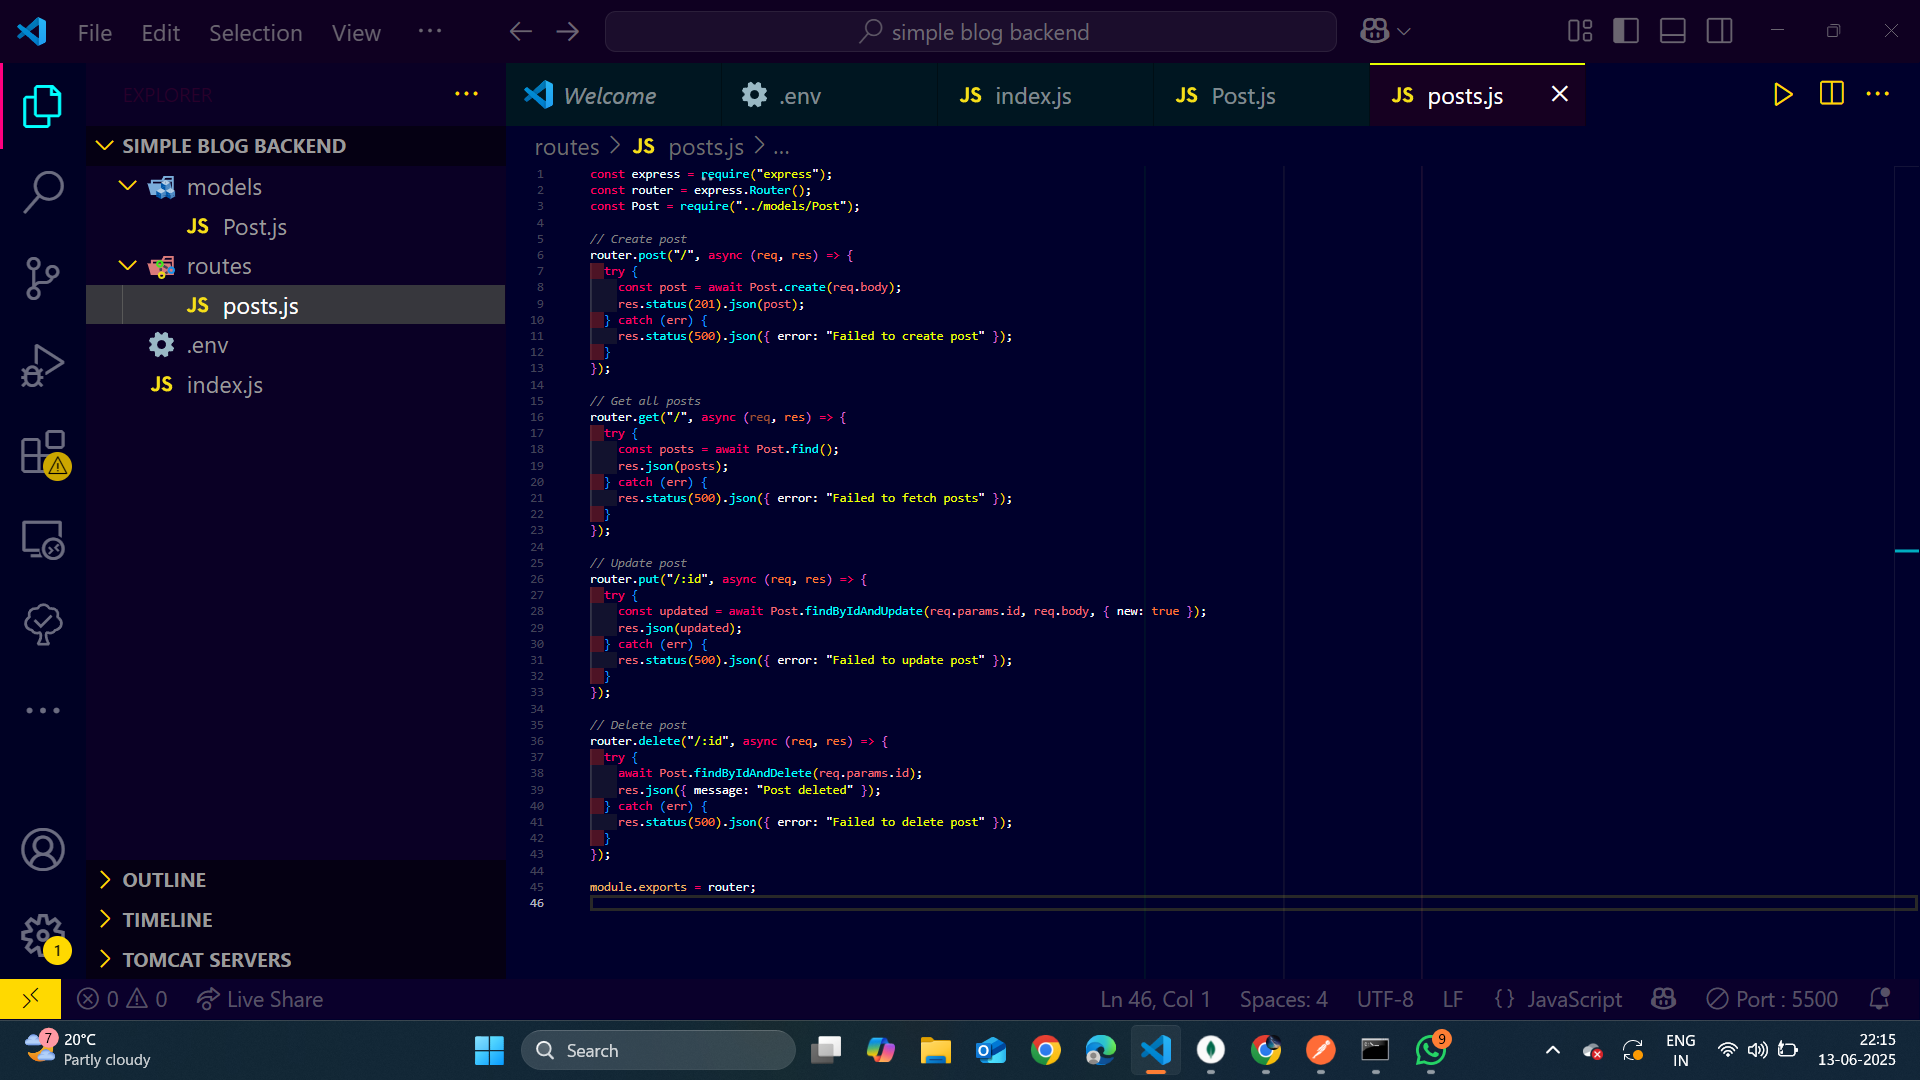 File Edit Selection View ...
simple blog backend
EXPLORER
SIMPLE BLOG BACKEND
models
JS Post.js
routes
JS posts.js
.env
JS index.js
OUTLINE
TIMELINE
TOMCAT SERVERS
1
Welcome
.env
JS index.js
JS Post.js
JS posts.js
routes > JS posts.js > ...
1 const express = require("express");
2 const router = express.Router();
3 const Post = require("../models/Post");
4
5 // Create post
6 router.post("/", async (req, res) => {
7 try {
8 const post = await Post.create(req.body);
9 res.status(201).json(post);
10 } catch (err) {
11 res.status(500).json({ error: "Failed to create post" });
12 }
13 });
14
15 // Get all posts
16 router.get("/", async (req, res) => {
17 try {
18 const posts = await Post.find();
19 res.json(posts);
20 } catch (err) {
21 res.status(500).json({ error: "Failed to fetch posts" });
22 }
23 });
24
25 // Update post
26 router.put("/:id", async (req, res) => {
27 try {
28 const updated = await Post.findByIdAndUpdate(req.params.id, req.body, { new: true });
29 res.json(updated);
30 } catch (err) {
31 res.status(500).json({ error: "Failed to update post" });
32 }
33 });
34
35 // Delete post
36 router.delete("/:id", async (req, res) => {
37 try {
38 await Post.findByIdAndDelete(req.params.id);
39 res.json({ message: "Post deleted" });
40 } catch (err) {
41 res.status(500).json({ error: "Failed to delete post" });
42 }
43 });
44
45 module.exports = router;
46
0 0 Live Share
Ln 46, Col 1 Spaces: 4 UTF-8 LF {} JavaScript Port : 5500
7 20°C
Partly cloudy
Search
9
ENG
IN
22:15
13-06-2025